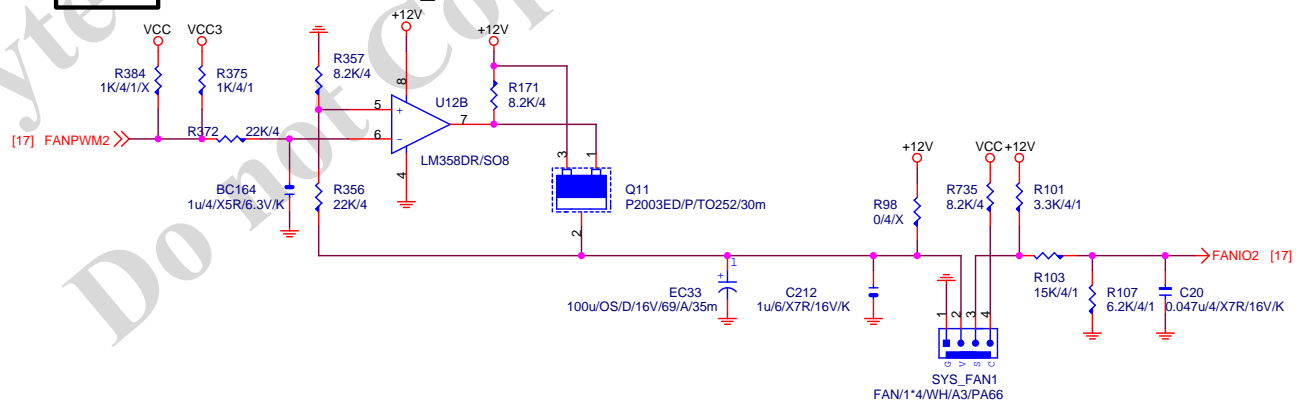 yte
Do not Cop
+12V
+12V
VCC
VCC3
R384
1K/4/1/X
R375
1K/4/1
R357
8.2K/4
8
U12B
R171
8.2K/4
5
+
7
[17] FANPWM2
R372
22K/4
6
−
LM358DR/SO8
4
3
1
BC164
1u/4/X5R/6.3V/K
R356
22K/4
Q11
P2003ED/P/TO252/30m
2
+12V
VCC
+12V
R98
0/4/X
R735
8.2K/4
R101
3.3K/4/1
FANIO2 [17]
1
+
EC33
100u/OS/D/16V/69/A/35m
C212
1u/6/X7R/16V/K
R103
15K/4/1
R107
6.2K/4/1
C20
0.047u/4/X7R/16V/K
1
2
3
4
G
V
S
C
SYS_FAN1
FAN/1*4/WH/A3/PA66